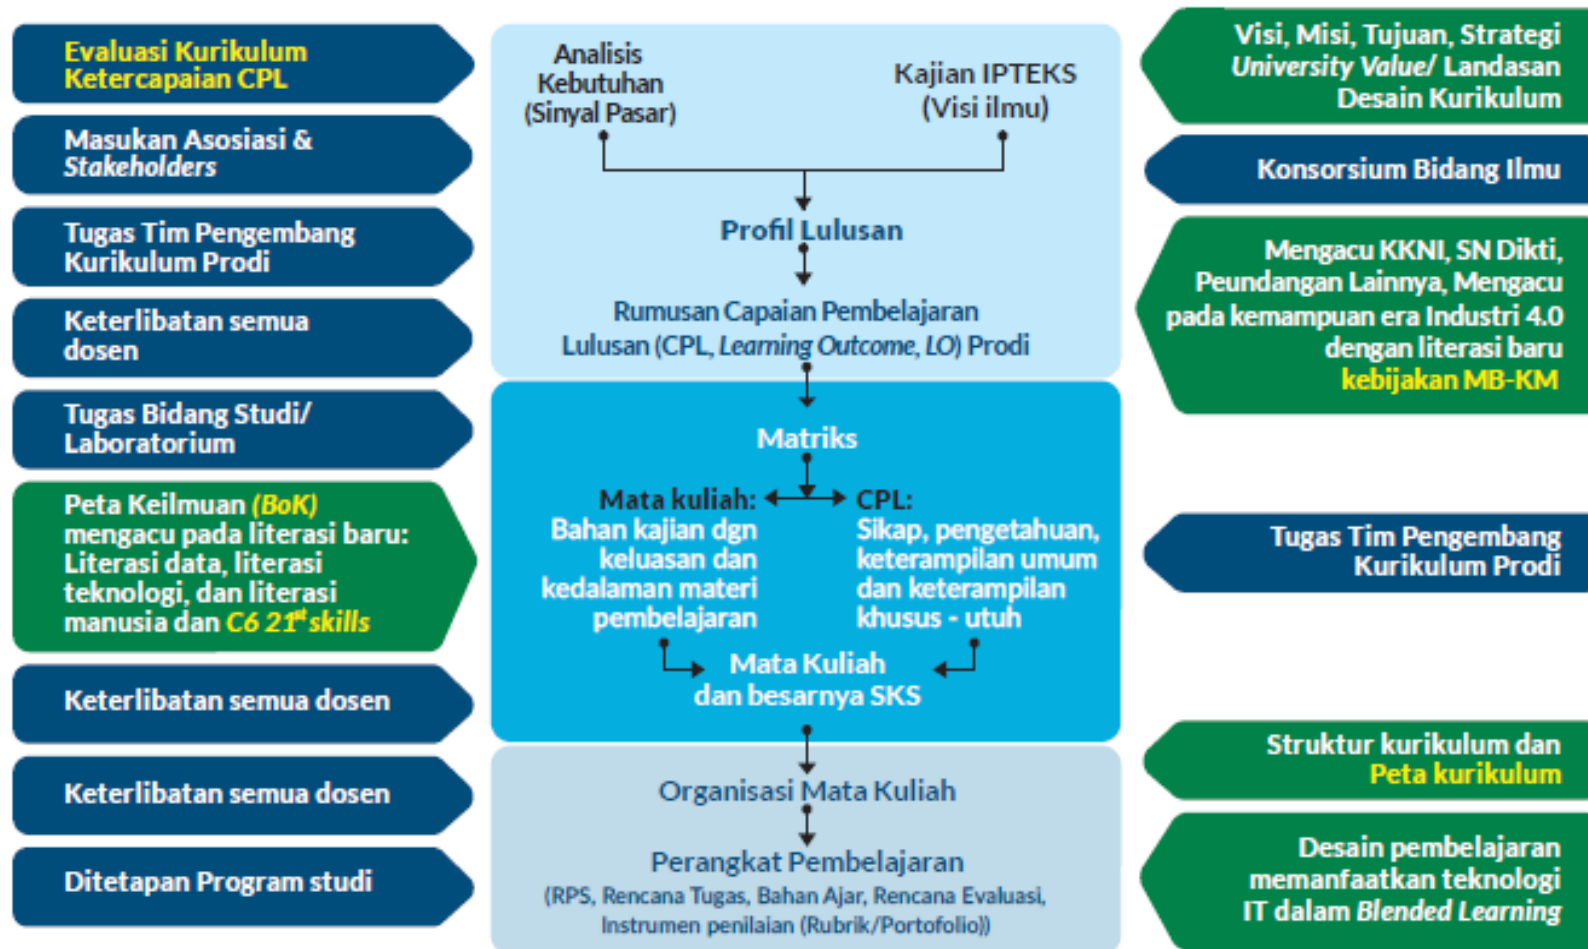 Evaluasi Kurikulum
Ketercapaian CPL
Masukan Asosiasi &
Stakeholders
Tugas Tim Pengembang
Kurikulum Prodi
Keterlibatan semua
dosen
Tugas Bidang Studi/
Laboratorium
Peta Keilmuan (BoK)
mengacu pada literasi baru:
Literasi data, literasi
teknologi, dan literasi
manusia dan C6 21st skills
Keterlibatan semua dosen
Keterlibatan semua dosen
Ditetapan Program studi
Analisis
Kebutuhan
(Sinyal Pasar)
Kajian IPTEKS
(Visi ilmu)
Profil Lulusan
Rumusan Capaian Pembelajaran
Lulusan (CPL, Learning Outcome, LO) Prodi
Matriks
Mata kuliah:
Bahan kajian dgn
keluasan dan
kedalaman materi
pembelajaran
CPL:
Sikap, pengetahuan,
keterampilan umum
dan keterampilan
khusus - utuh
Mata Kuliah
dan besarnya SKS
Organisasi Mata Kuliah
Perangkat Pembelajaran
(RPS, Rencana Tugas, Bahan Ajar, Rencana Evaluasi,
Instrumen penilaian (Rubrik/Portofolio))
Visi, Misi, Tujuan, Strategi
University Value/ Landasan
Desain Kurikulum
Konsorsium Bidang Ilmu
Mengacu KKNI, SN Dikti,
Peundangan Lainnya, Mengacu
pada kemampuan era Industri 4.0
dengan literasi baru
kebijakan MB-KM
Tugas Tim Pengembang
Kurikulum Prodi
Struktur kurikulum dan
Peta kurikulum
Desain pembelajaran
memanfaatkan teknologi
IT dalam Blended Learning